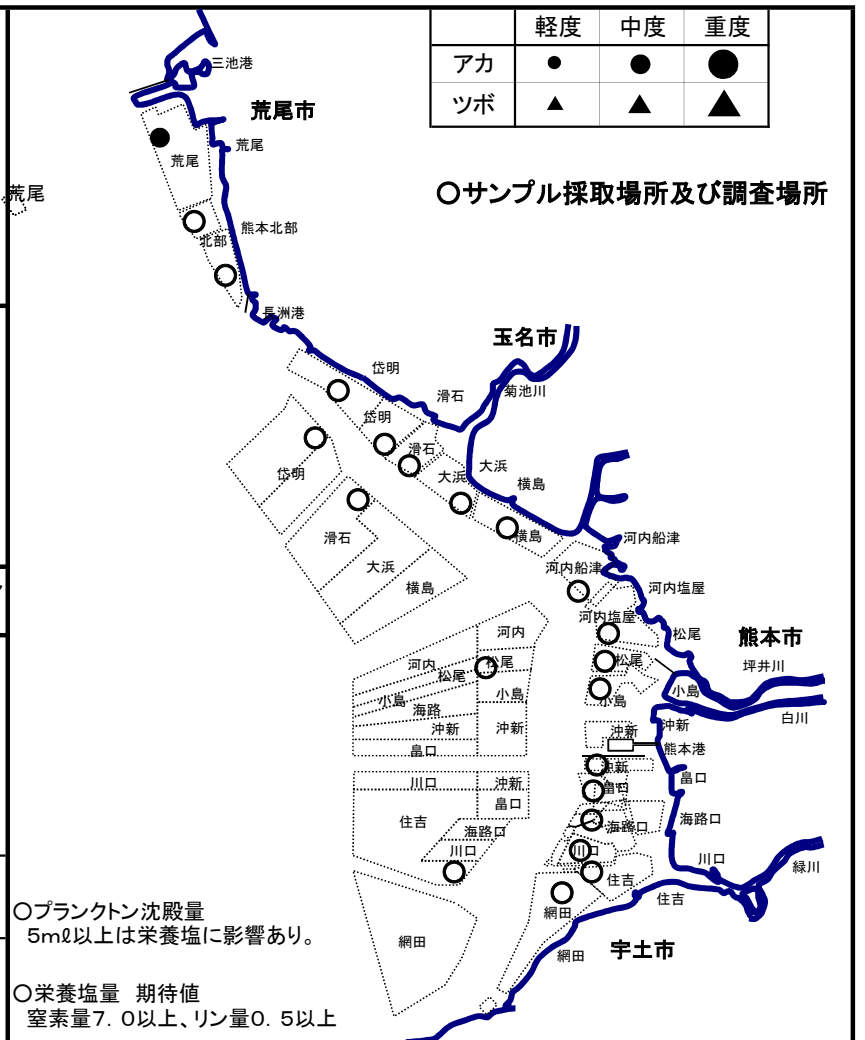 軽度 中度 重度
アカ
ツボ
三池港
荒尾市
荒尾
荒尾
荒尾
○サンプル採取場所及び調査場所
北部
熊本北部
長洲港
玉名市
岱明
滑石
菊池川
岱明
滑石
大浜
大浜
横島
岱明
横島
滑石
河内船津
大浜
河内船津
横島
河内塩屋
河内塩屋
河内
松尾
熊本市
河内
松尾
松尾
坪井川
松尾
小島
小島
小島
小島
白川
海路
沖新
沖新
沖新
沖新
畠口
熊本港
沖新
川口
沖新
畠口
畠口
畠口
住吉
海路口
海路口
海路口
川口
川口
川口
緑川
住吉
住吉
○プランクトン沈殿量
5mℓ以上は栄養塩に影響あり。
網田
網田
網田
宇土市
○栄養塩量 期待値
窒素量7.0以上、リン量0.5以上